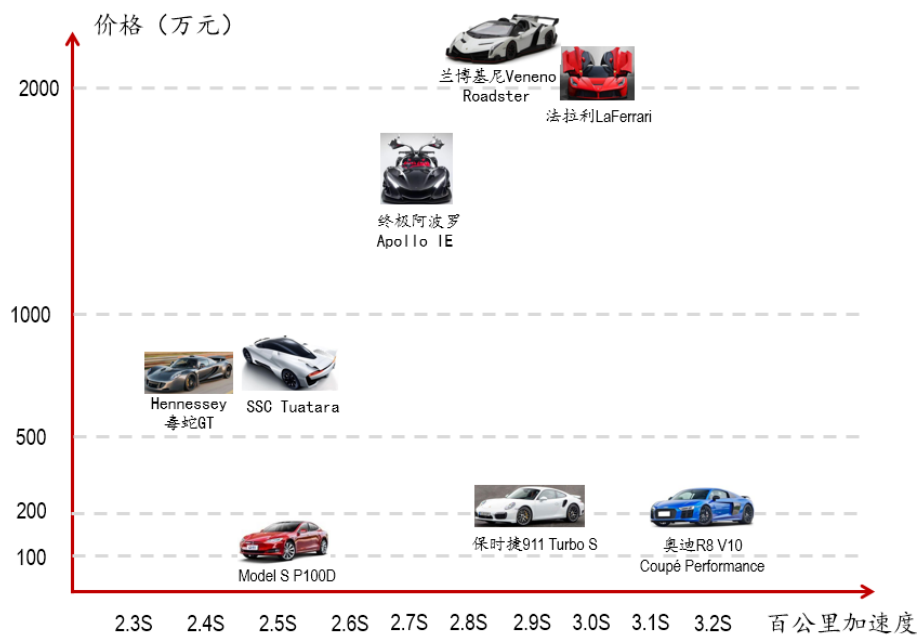 价格（万元）
2000
兰博基尼Veneno
Roadster
法拉利LaFerrari
终极阿波罗
Apollo IE
1000
Hennessey
毒蛇GT
SSC Tuatara
500
200
保时捷911 Turbo S
奥迪R8 V10
Coupé Performance
100
Model S P100D
2.3S 2.4S 2.5S 2.6S 2.7S 2.8S 2.9S 3.0S 3.1S 3.2S 百公里加速度